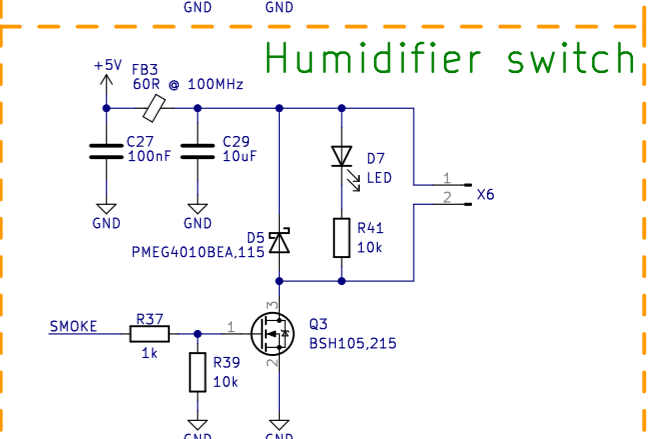 GND GND
Humidifier switch
+5V
FB3
60R @ 100MHz
C27
100nF
C29
10uF
D7
LED
1
2
X6
GND GND
D5
PMEG4010BEA,115
R41
10k
3
SMOKE
R37
1k
1
Q3
BSH105,215
2
R39
10k
GND GND